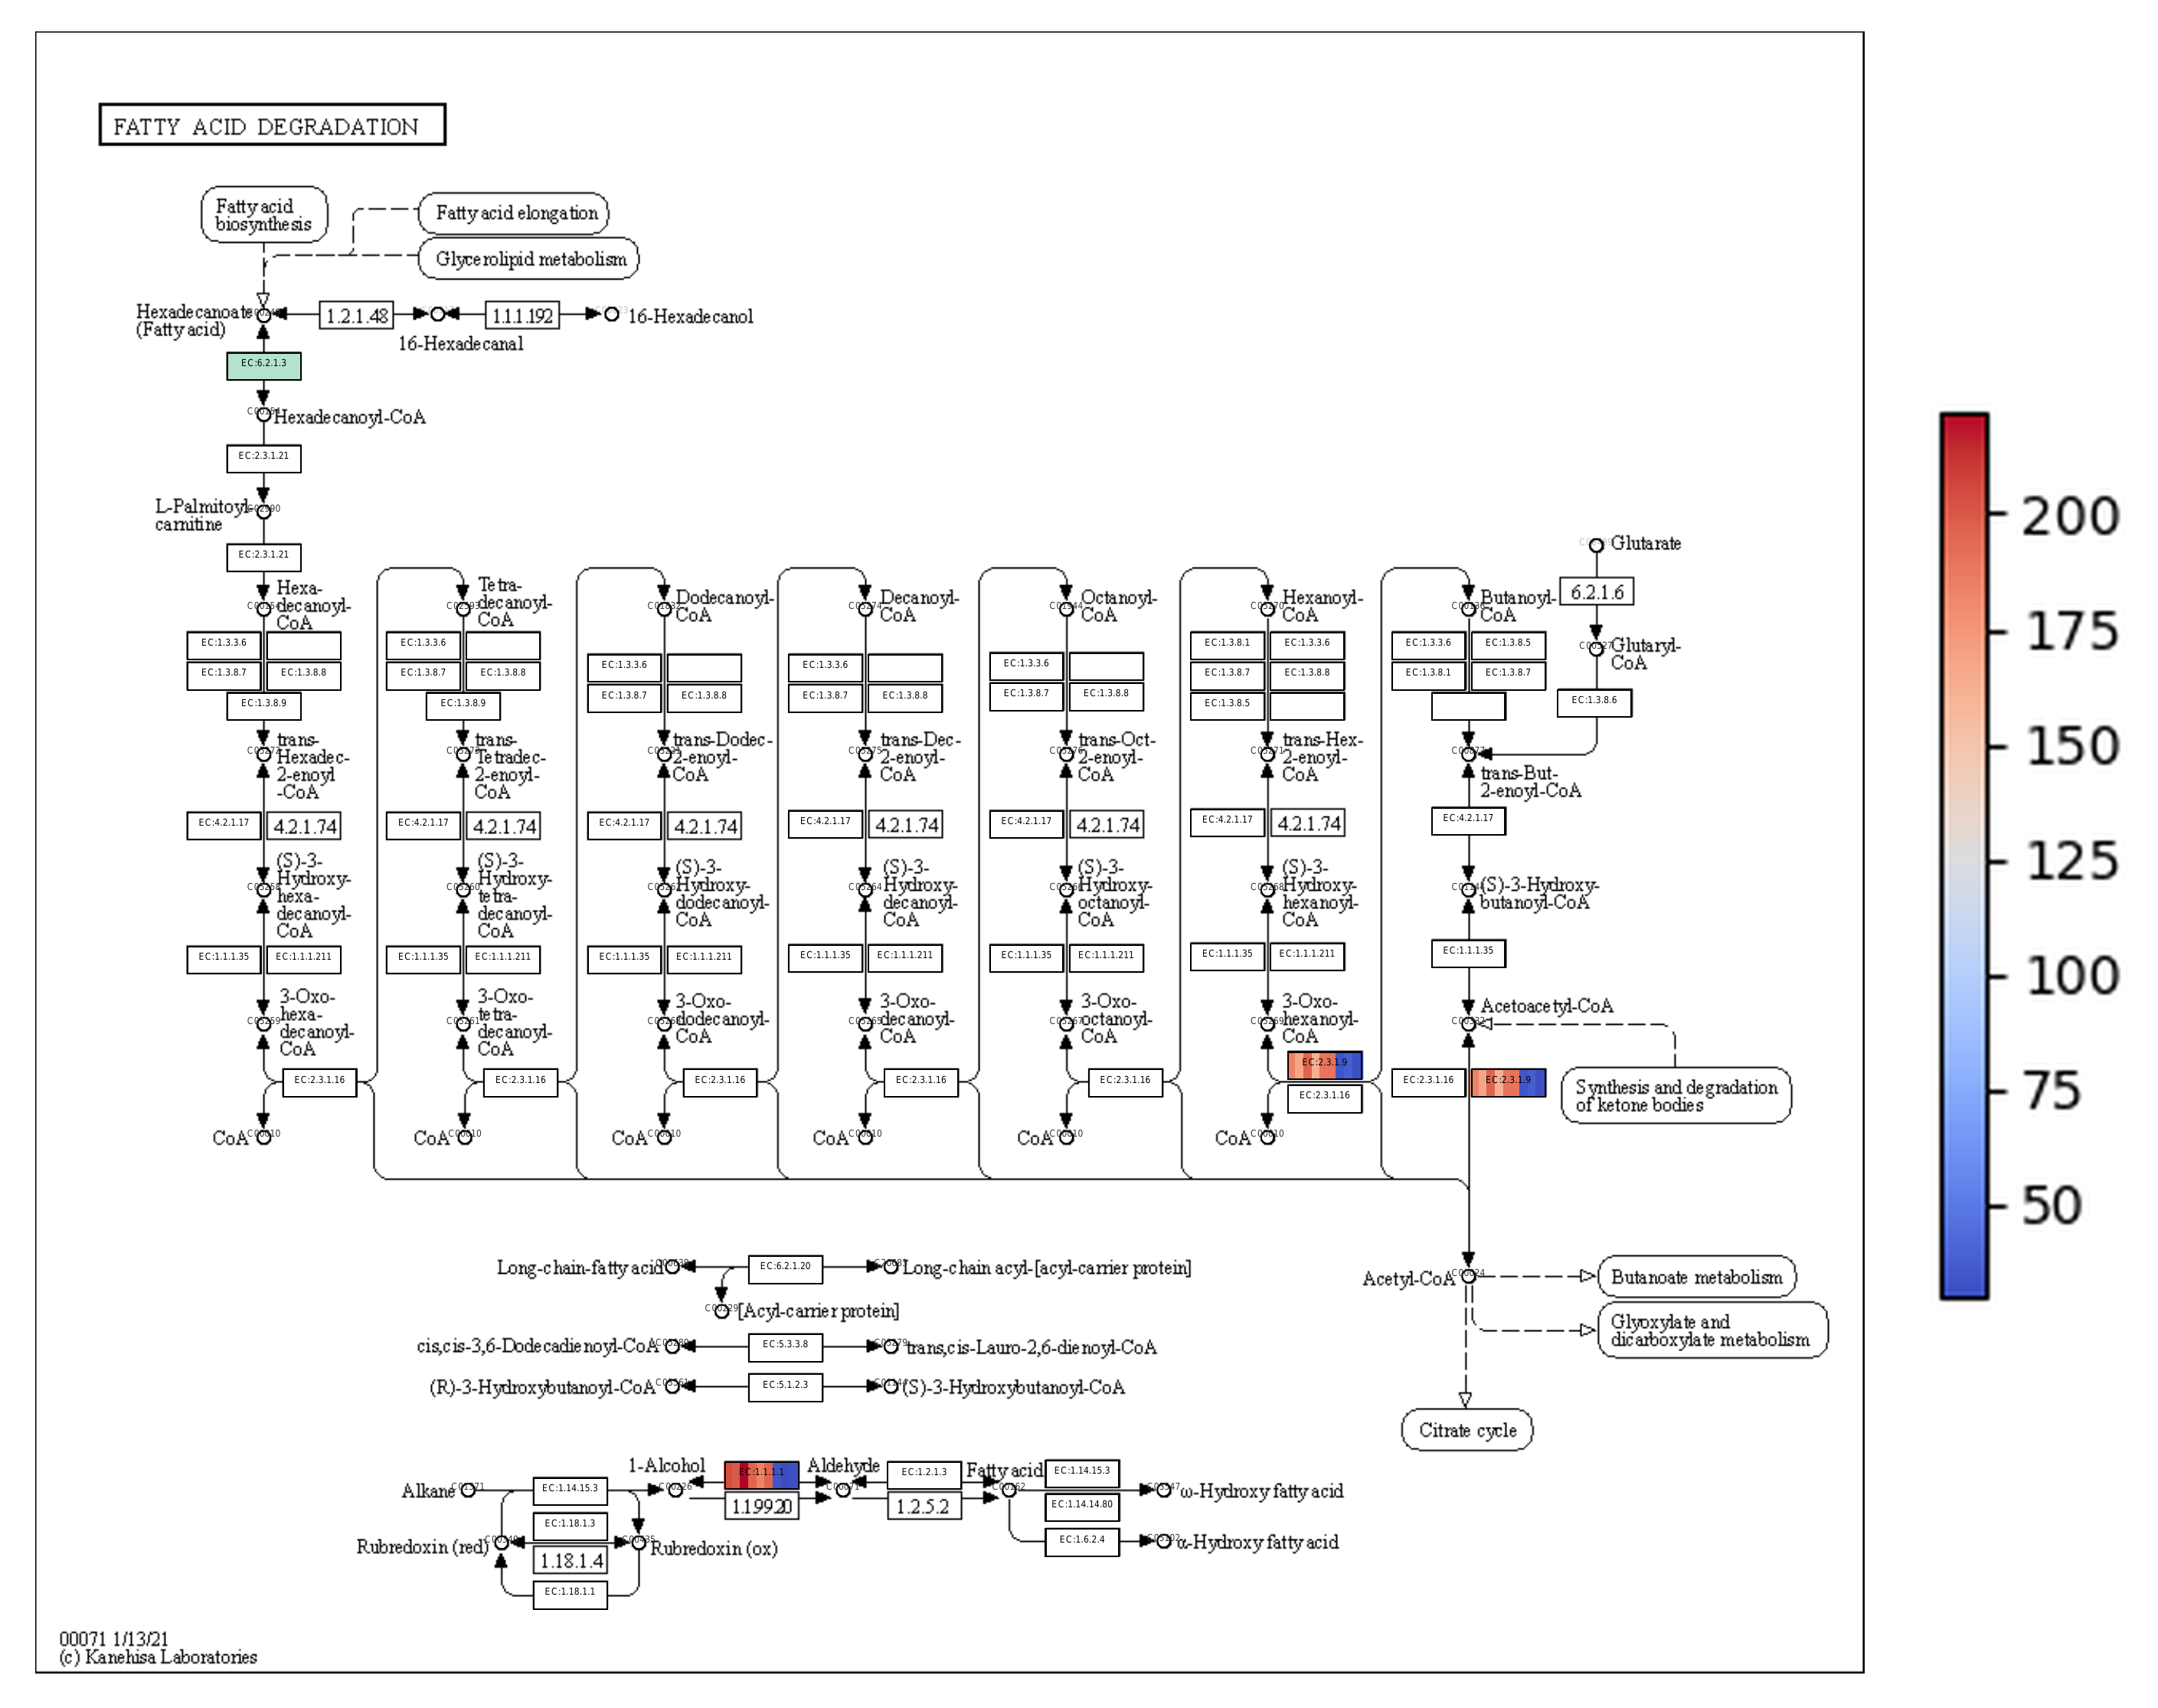 FATTY ACID DEGRADATION
Fatty acid
biosynthesis
Fatty acid elongation
Glycerolipid metabolism
Hexadecanoate
(Fatty acid)
1.2.1.48
1.1.1.192
16-Hexadecanol
16-Hexadecanal
EC:6.2.1.3
Hexadecanoyl-CoA
EC:2.3.1.21
L-Palmitoyl-
carnitine
EC:2.3.1.21
Glutarate
6.2.1.6
Glutaryl-
CoA
EC:1.3.8.6
Hexa-
decanoyl-
CoA
EC:1.3.3.6
EC:1.3.8.7 EC:1.3.8.8
EC:1.3.8.9
trans-
Hexadec-
2-enoyl
-CoA
EC:4.2.1.17 4.2.1.74
(S)-3-
Hydroxy-
hexa-
decanoyl-
CoA
EC:1.1.1.35 EC:1.1.1.211
3-Oxo-
hexa-
decanoyl-
CoA
EC:2.3.1.16
CoA
Tetra-
decanoyl-
CoA
EC:1.3.3.6
EC:1.3.8.7 EC:1.3.8.8
EC:1.3.8.9
trans-
Tetradec-
2-enoyl-
CoA
EC:4.2.1.17 4.2.1.74
(S)-3-
Hydroxy-
tetra-
decanoyl-
CoA
EC:1.1.1.35 EC:1.1.1.211
3-Oxo-
tetra-
decanoyl-
CoA
EC:2.3.1.16
CoA
Dodecanoyl-
CoA
EC:1.3.3.6
EC:1.3.8.7 EC:1.3.8.8
trans-Dodec-
2-enoyl-
CoA
EC:4.2.1.17 4.2.1.74
(S)-3-
Hydroxy-
dodecanoyl-
CoA
EC:1.1.1.35 EC:1.1.1.211
3-Oxo-
dodecanoyl-
CoA
EC:2.3.1.16
CoA
Decanoyl-
CoA
EC:1.3.3.6
EC:1.3.8.7 EC:1.3.8.8
trans-Dec-
2-enoyl-
CoA
EC:4.2.1.17 4.2.1.74
(S)-3-
Hydroxy-
decanoyl-
CoA
EC:1.1.1.35 EC:1.1.1.211
3-Oxo-
decanoyl-
CoA
EC:2.3.1.16
CoA
Octanoyl-
CoA
EC:1.3.3.6
EC:1.3.8.7 EC:1.3.8.8
trans-Oct-
2-enoyl-
CoA
EC:4.2.1.17 4.2.1.74
(S)-3-
Hydroxy-
octanoyl-
CoA
EC:1.1.1.35 EC:1.1.1.211
3-Oxo-
octanoyl-
CoA
EC:2.3.1.16
CoA
Hexanoyl-
CoA
EC:1.3.8.1 EC:1.3.3.6
EC:1.3.8.7 EC:1.3.8.8
EC:1.3.8.5
trans-Hex-
2-enoyl-
CoA
EC:4.2.1.17 4.2.1.74
(S)-3-
Hydroxy-
hexanoyl-
CoA
EC:1.1.1.35 EC:1.1.1.211
3-Oxo-
hexanoyl-
CoA
EC:2.3.1.9
EC:2.3.1.16
CoA
Butanoyl-
CoA
EC:1.3.3.6 EC:1.3.8.5
EC:1.3.8.1 EC:1.3.8.7
trans-But-
2-enoyl-CoA
EC:4.2.1.17
(S)-3-Hydroxy-
butanoyl-CoA
EC:1.1.1.35
Acetoacetyl-CoA
EC:2.3.1.16 EC:2.3.1.9
Synthesis and degradation
of ketone bodies
Long-chain-fatty acid
EC:6.2.1.20
Long-chain acyl-[acyl-carrier protein]
[Acyl-carrier protein]
cis,cis-3,6-Dodecadienoyl-CoA
EC:5.3.3.8
trans,cis-Lauro-2,6-dienoyl-CoA
(R)-3-Hydroxybutanoyl-CoA
EC:5.1.2.3
(S)-3-Hydroxybutanoyl-CoA
Acetyl-CoA
Butanoate metabolism
Glyoxylate and
dicarboxylate metabolism
Citrate cycle
Alkane
EC:1.14.15.3
1-Alcohol
EC:1.1.1.1
1.1.99.20
Aldehyde
EC:1.2.1.3
1.2.5.2
Fatty acid
EC:1.14.15.3
ω-Hydroxy fatty acid
EC:1.14.14.80
EC:1.6.2.4
α-Hydroxy fatty acid
EC:1.18.1.3
Rubredoxin (red)
1.18.1.4
Rubredoxin (ox)
EC:1.18.1.1
00071 1/13/21
(c) Kanehisa Laboratories
200
175
150
125
100
75
50